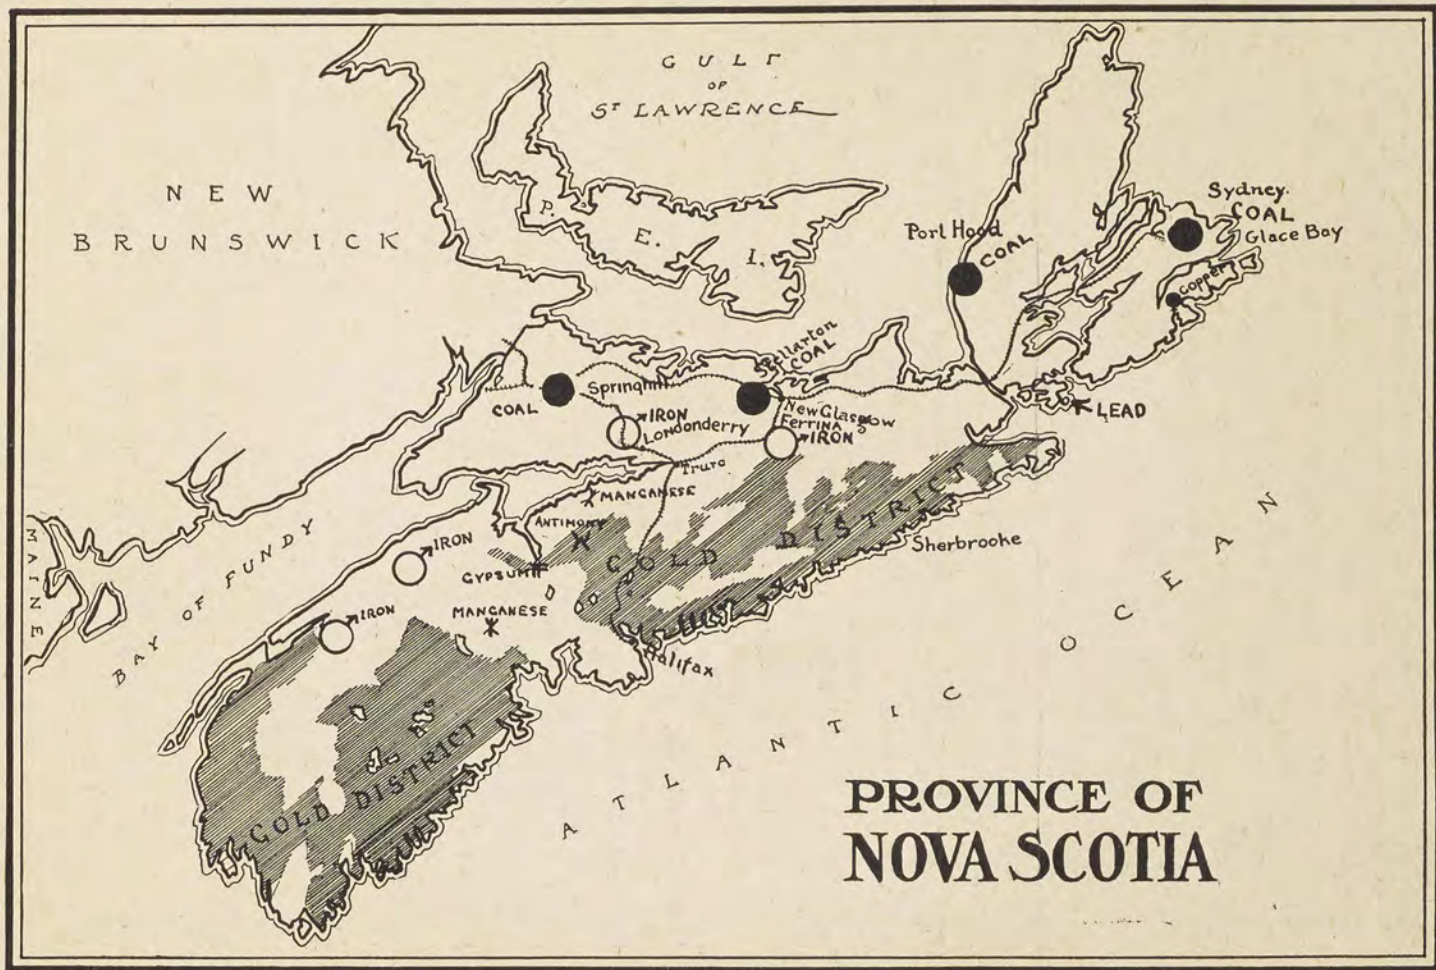 GULF
OF
ST LAWRENCE
NEW
BRUNSWICK
P.
E.
I.
Sydney.
COAL
Glace Bay
Port Hood
COAL
COPPER
Stellarton
COAL
Springhill
COAL
IRON
LONDONDERRY
New Glasgow
FERRINA
IRON
LEAD
Truro
MANGANESE
ANTIMONY
GOLD DISTRICT
Sherbrooke
IRON
GYPSUM
MANGANESE
IRON
MAINE
BAY OF FUNDY
Halifax
GOLD DISTRICT
ATLANTIC OCEAN
PROVINCE OF
NOVA SCOTIA